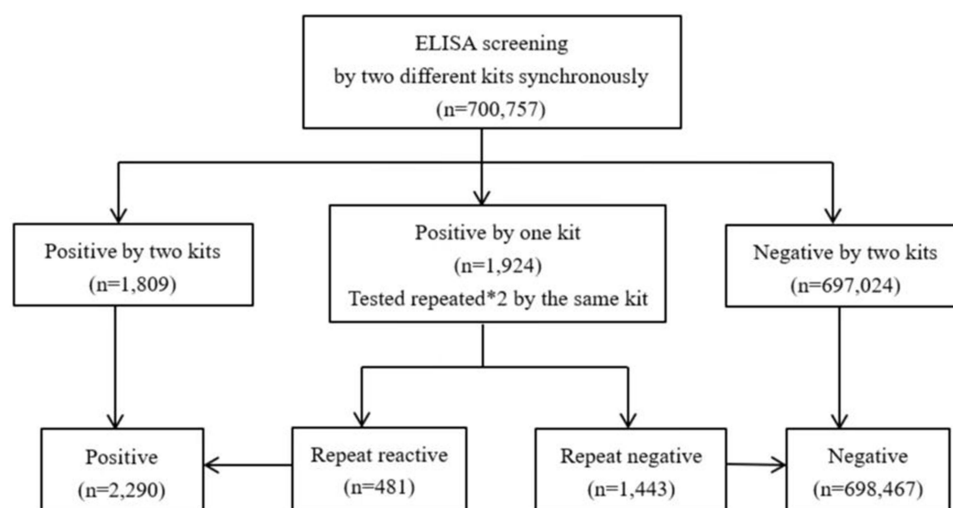 ELISA screening
by two different kits synchronously
(n=700,757)
Positive by two kits
(n=1,809)
Positive by one kit
(n=1,924)
Tested repeated*2 by the same kit
Negative by two kits
(n=697,024)
Positive
(n=2,290)
Repeat reactive
(n=481)
Repeat negative
(n=1,443)
Negative
(n=698,467)